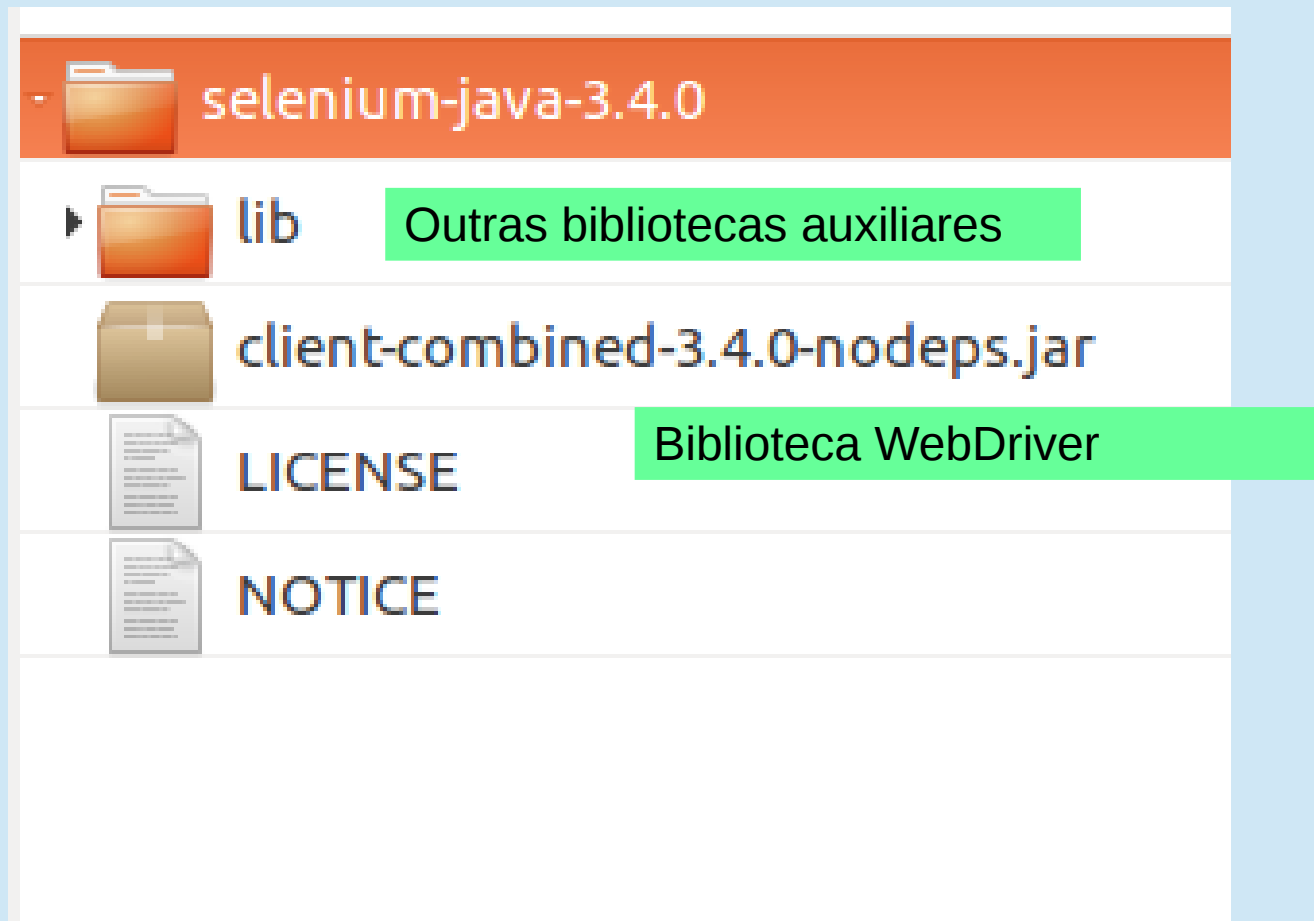 selenium-java-3.4.0
lib
Outras bibliotecas auxiliares
client-combined-3.4.0-nodeps.jar
Biblioteca WebDriver
LICENSE
NOTICE